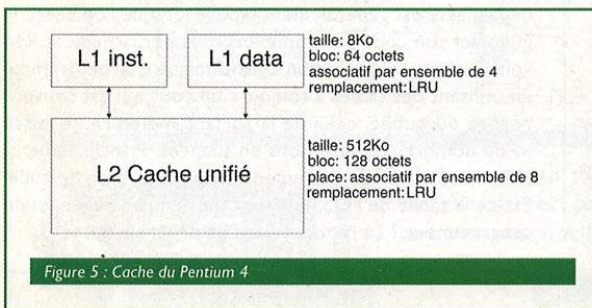 L1 inst.
L1 data
taille: 8Ko
bloc: 64 octets
associatif par ensemble de 4
remplacement: LRU
L2 Cache unifié
taille: 512Ko
bloc: 128 octets
place: associatif par ensemble de 8
remplacement: LRU
Figure 5 : Cache du Pentium 4